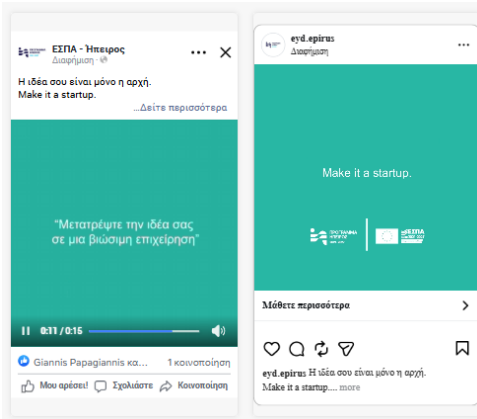 ΕΣΠΑ - Ήπειρος
Διαφήμιση ·
Η ιδέα σου είναι μόνο η αρχή.
Make it a startup.
...Δείτε περισσότερα
“Μετατρέψτε την ιδέα σας
σε μια βιώσιμη επιχείρηση”
0:11 / 0:15
Giannis Papagiannis κα...
1 κοινοποίηση
Μου αρέσει!
Σχολιάστε
Κοινοποίηση
eyd.epirus
Διαφήμιση
Make it a startup.
ΠΡΟΓΡΑΜΜΑ
ΗΠΕΙΡΟΣ
ΕΣΠΑ
Μάθετε περισσότερα
eyd.epirus Η ιδέα σου είναι μόνο η αρχή.
Make it a startup.... more